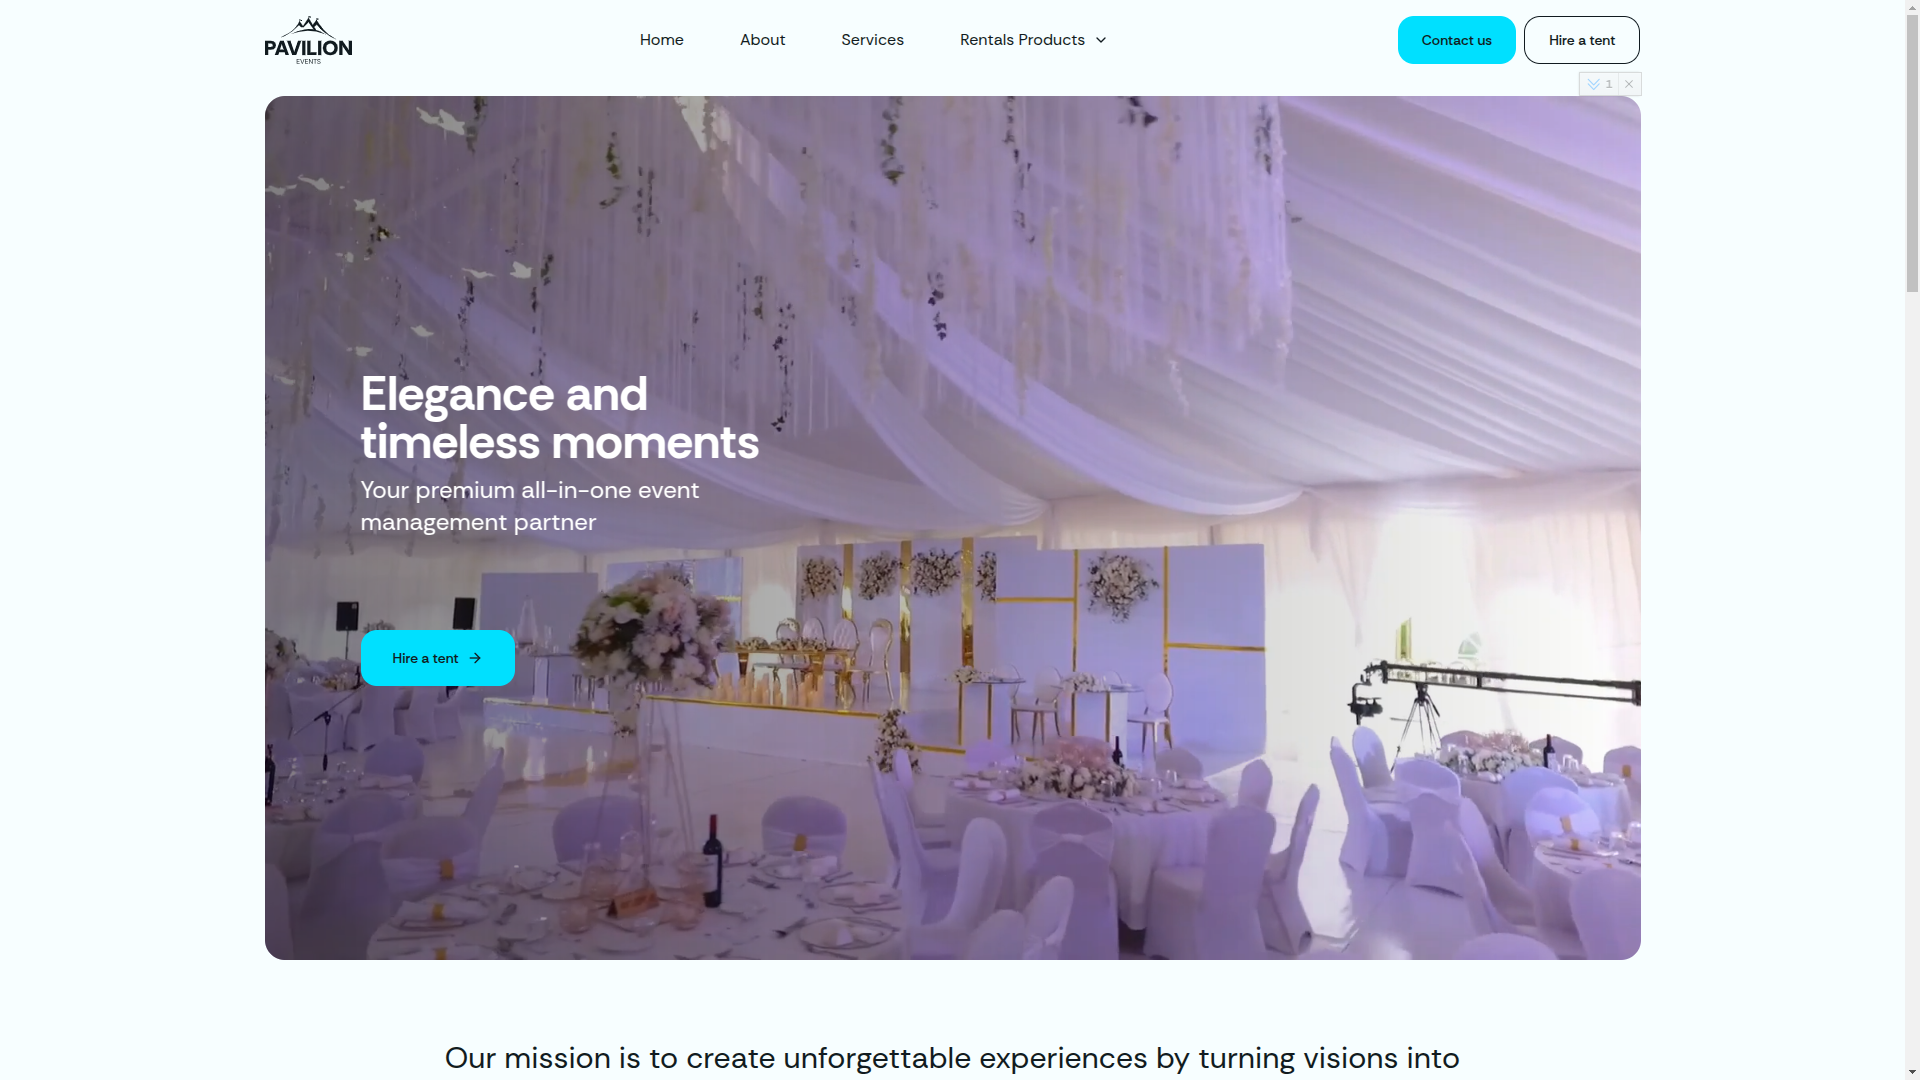 PAVILION
EVENTS
Home
About
Services
Rentals Products
Contact us
Hire a tent
1
Elegance and
timeless moments
Your premium all-in-one event
management partner
Hire a tent
Our mission is to create unforgettable experiences by turning visions into